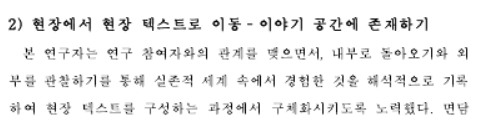 2) 현장에서 현장 텍스트로 이동 - 이야기 공간에 존재하기
본 연구자는 연구 참여자와의 관계를 맺으면서, 내부로 돌아오기와 외
부를 관찰하기를 통해 실존적 세계 속에서 경험한 것을 해석적으로 기록
하여 현장 텍스트를 구성하는 과정에서 구체화시키도록 노력했다. 면담